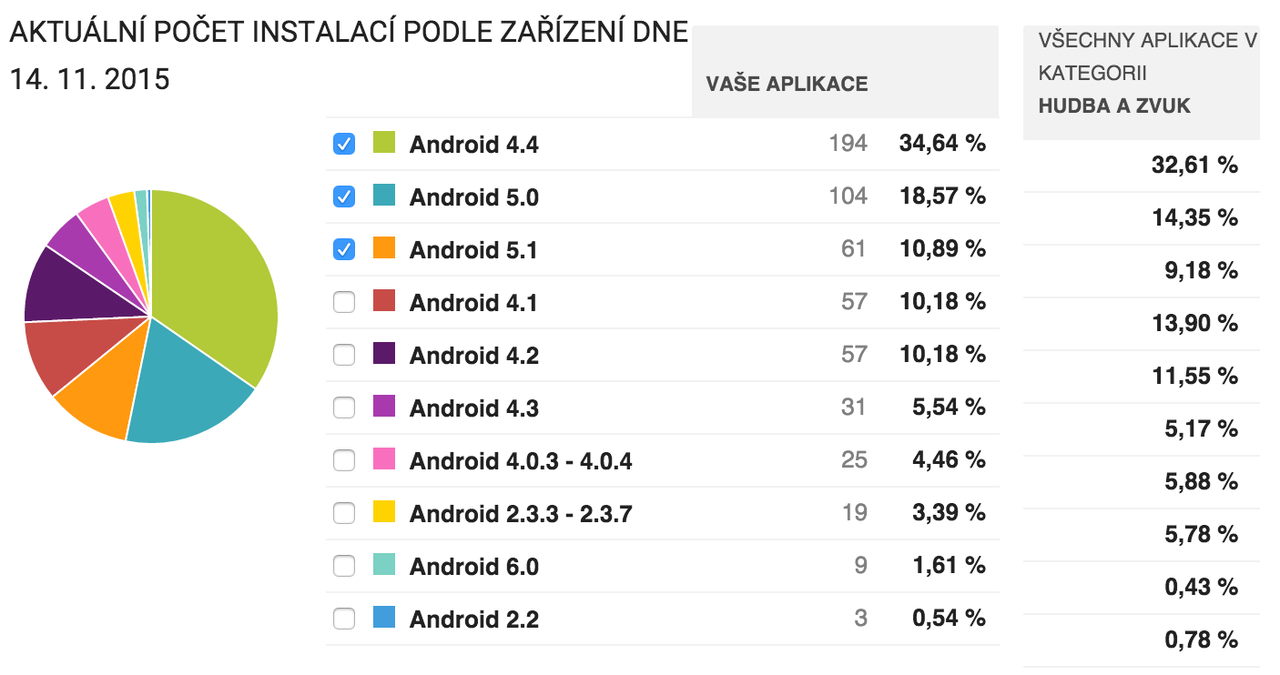 AKTUÁLNÍ POČET INSTALACÍ PODLE ZAŘÍZENÍ DNE
14. 11. 2015
VAŠE APLIKACE
VŠECHNY APLIKACE V
KATEGORII
HUDBA A ZVUK
Android 4.4 194 34,64 % 32,61 %
Android 5.0 104 18,57 % 14,35 %
Android 5.1 61 10,89 % 9,18 %
Android 4.1 57 10,18 % 13,90 %
Android 4.2 57 10,18 % 11,55 %
Android 4.3 31 5,54 % 5,17 %
Android 4.0.3 - 4.0.4 25 4,46 % 5,88 %
Android 2.3.3 - 2.3.7 19 3,39 % 5,78 %
Android 6.0 9 1,61 % 0,43 %
Android 2.2 3 0,54 % 0,78 %